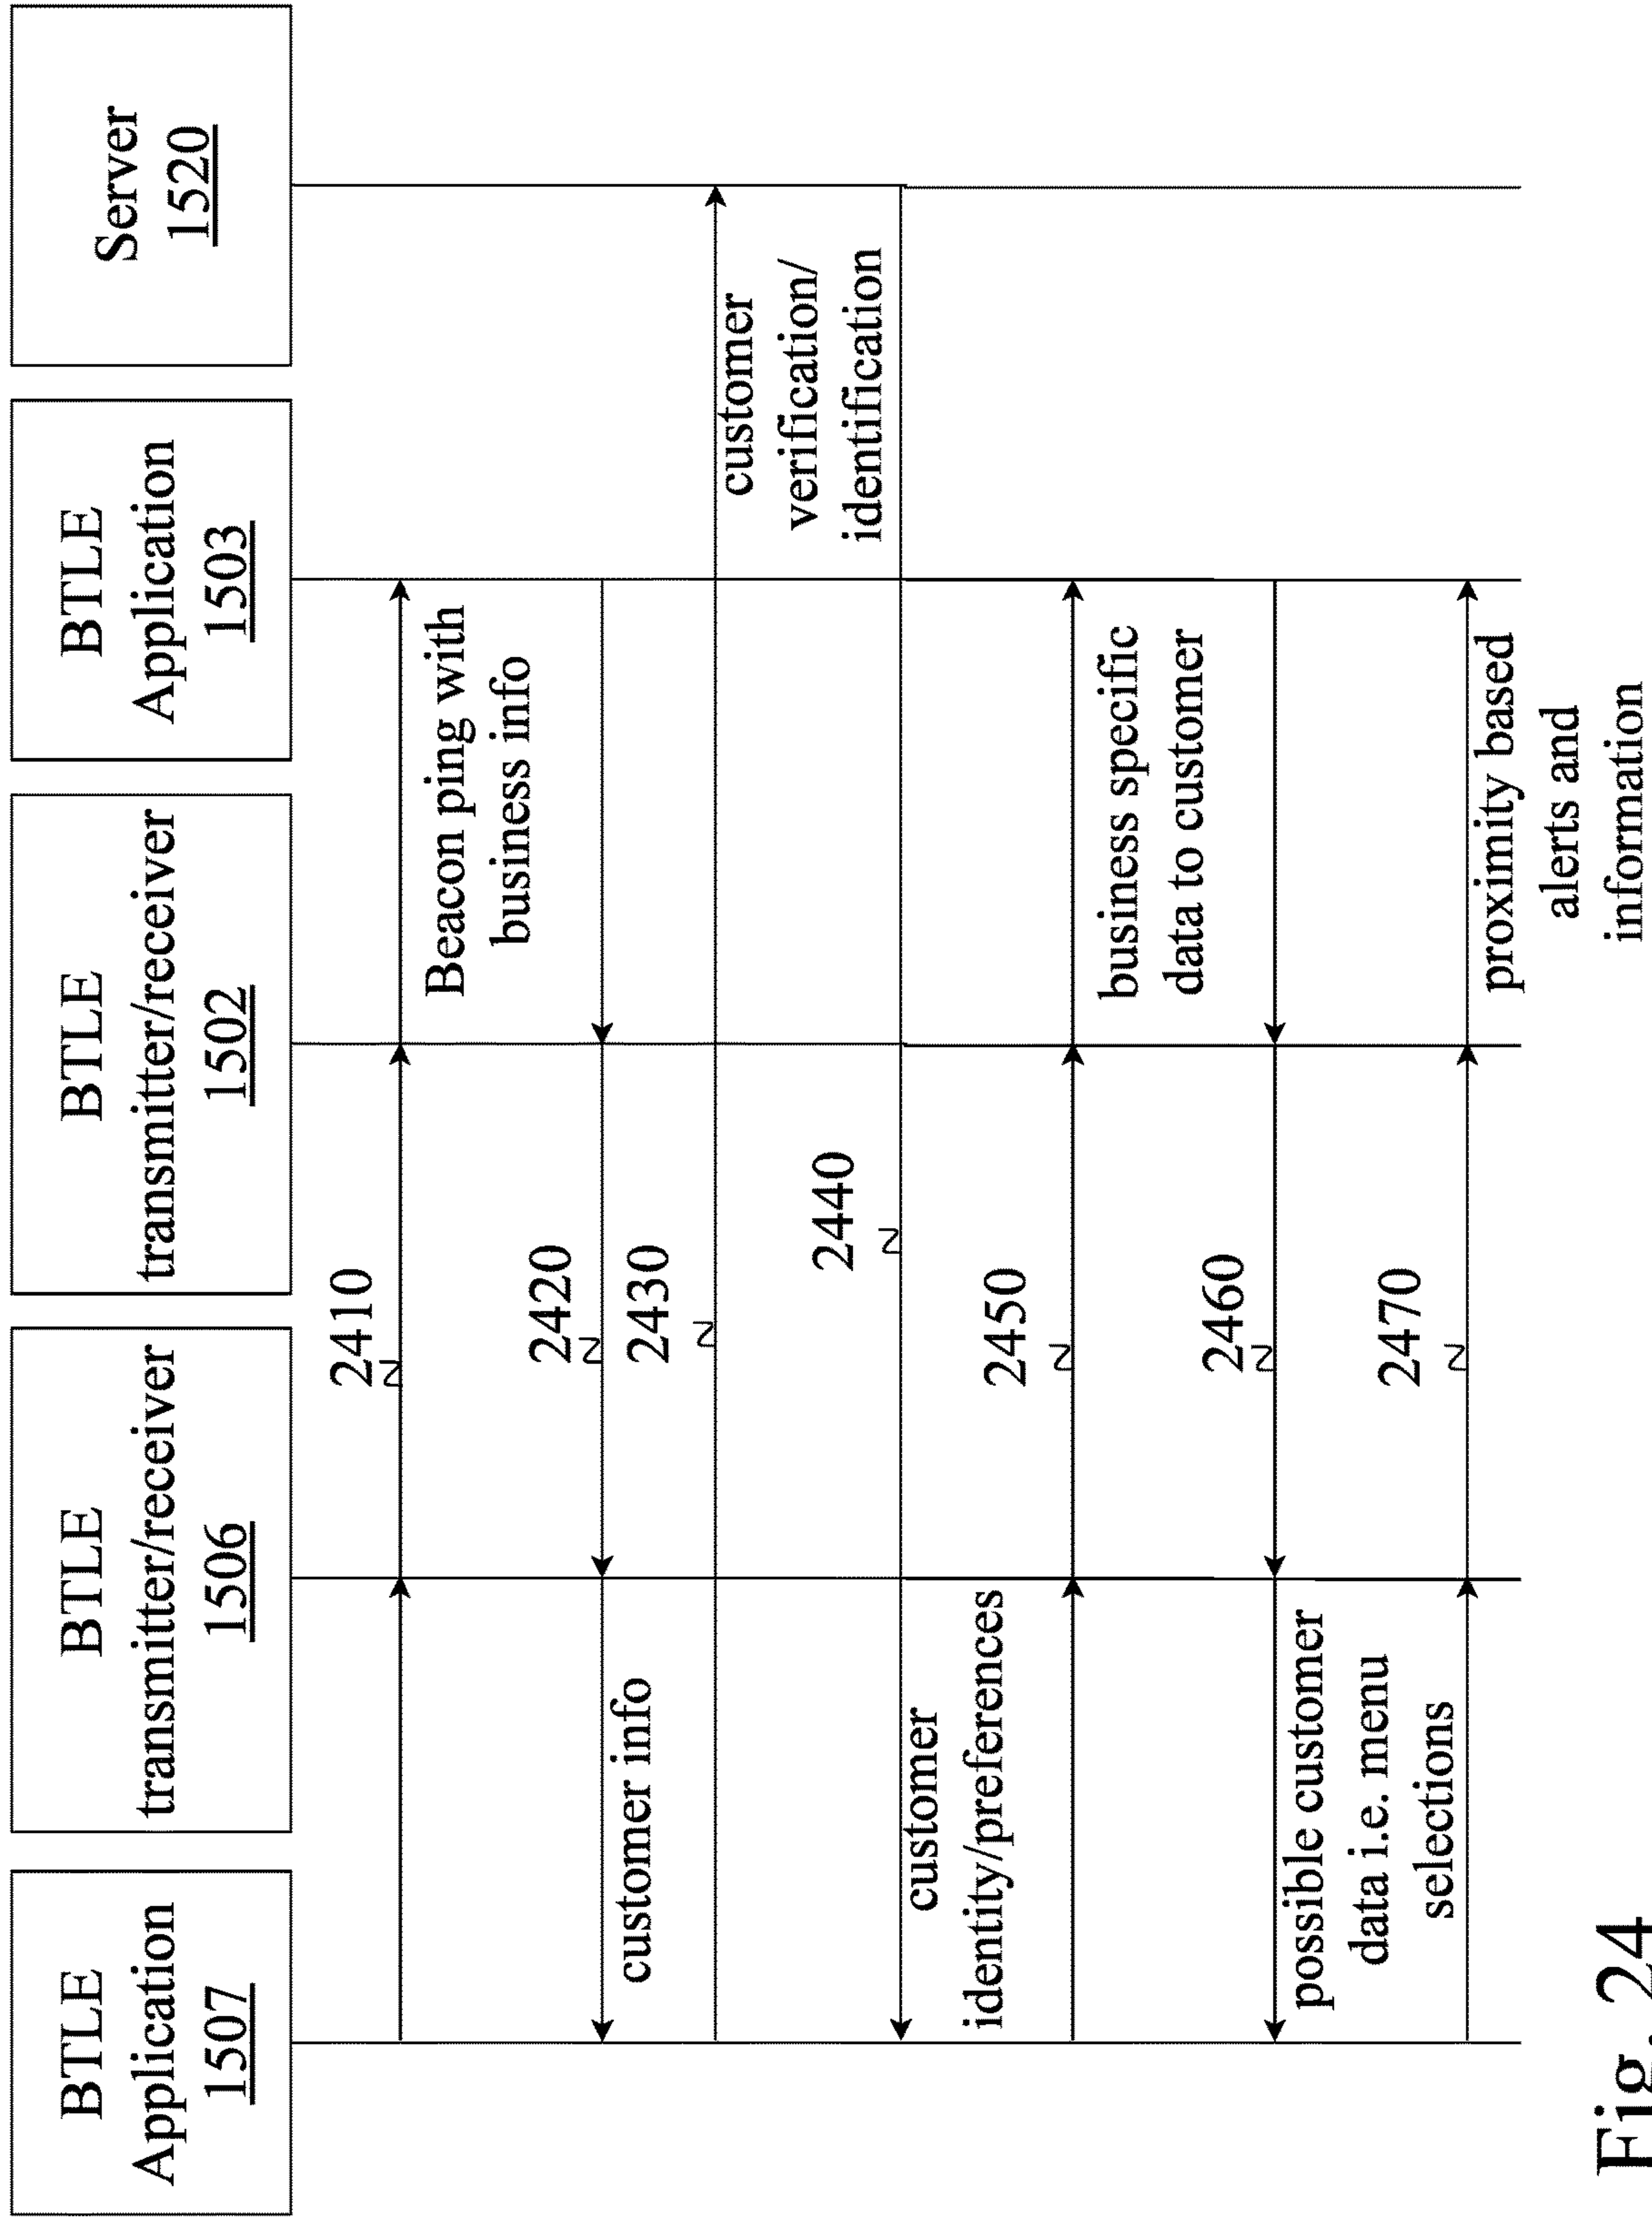 BTLE
Application
1507
BTLE
transmitter/receiver
1506
BTLE
transmitter/receiver
1502
BTLE
Application
1503
Server
1520
2410
Beacon ping with
business info
2420
customer info
2430
customer
verification/
identification
2440
customer
identity/preferences
2450
business specific
data to customer
2460
possible customer
data i.e. menu
selections
2470
proximity based
alerts and
information
Fig. 24